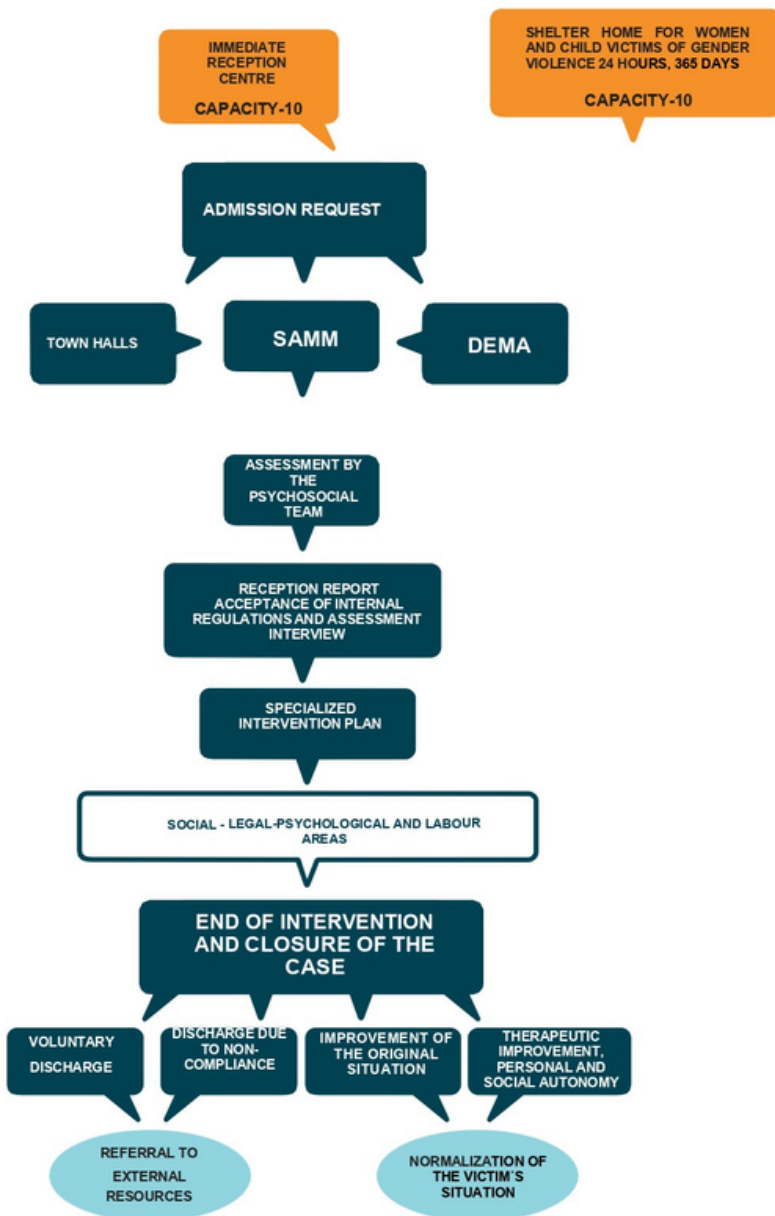 IMMEDIATE
RECEPTION
CENTRE
CAPACITY-10
SHELTER HOME FOR WOMEN
AND CHILD VICTIMS OF GENDER
VIOLENCE 24 HOURS, 365 DAYS
CAPACITY-10
ADMISSION REQUEST
TOWN HALLS
SAMM
DEMA
ASSESSMENT BY
THE
PSYCHOSOCIAL
TEAM
RECEPTION REPORT
ACCEPTANCE OF INTERNAL
REGULATIONS AND ASSESSMENT
INTERVIEW
SPECIALIZED
INTERVENTION PLAN
SOCIAL - LEGAL-PSYCHOLOGICAL AND LABOUR
AREAS
END OF INTERVENTION
AND CLOSURE OF THE
CASE
VOLUNTARY
DISCHARGE
DISCHARGE DUE
TO NON-
COMPLIANCE
IMPROVEMENT OF
THE ORIGINAL
SITUATION
THERAPEUTIC
IMPROVEMENT,
PERSONAL AND
SOCIAL AUTONOMY
REFERRAL TO
EXTERNAL
RESOURCES
NORMALIZATION OF
THE VICTIM´S
SITUATION